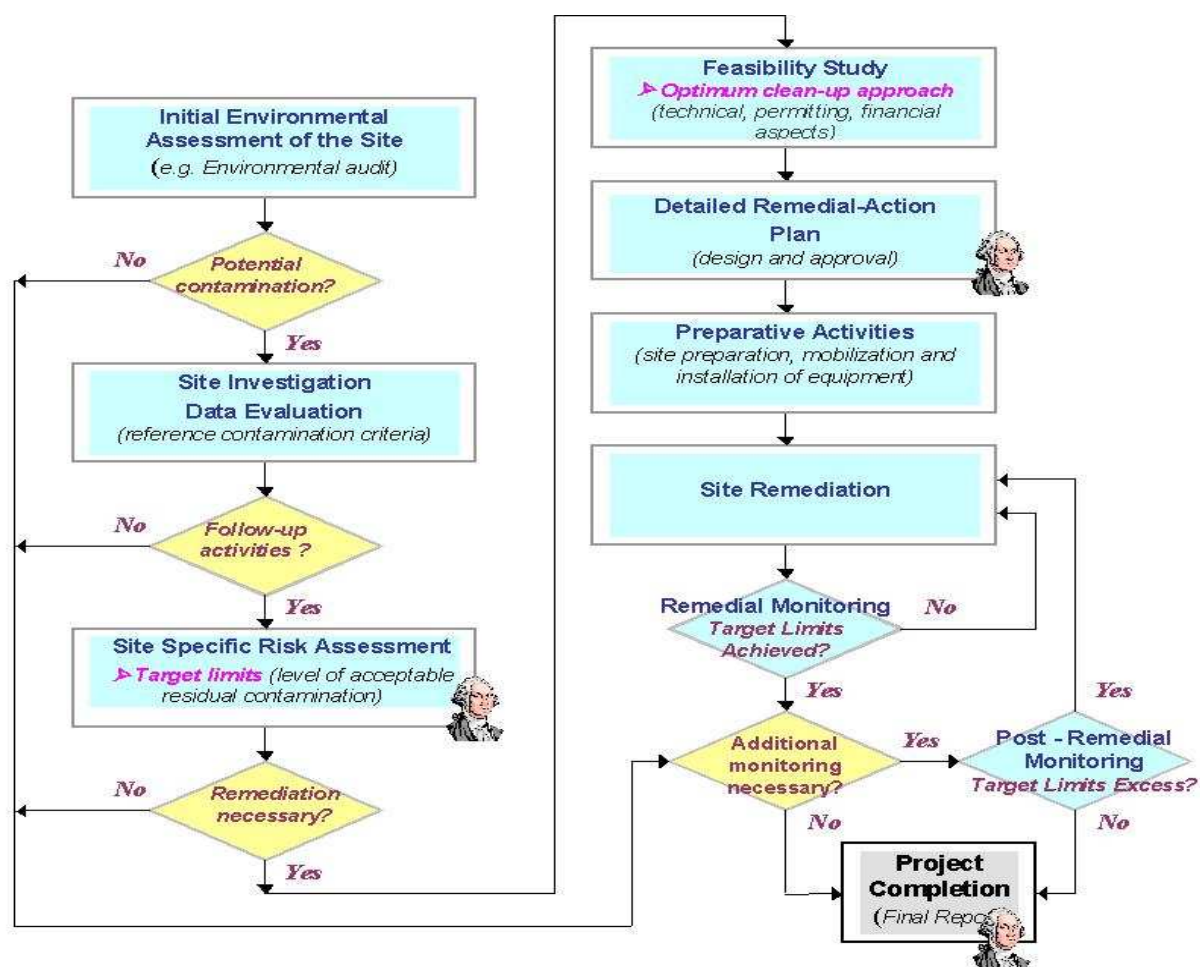 Initial Environmental
Assessment of the Site
(e.g. Environmental audit)
No
Potential
contamination?
Yes
Site Investigation
Data Evaluation
(reference contamination criteria)
No
Follow-up
activities ?
Yes
Site Specific Risk Assessment
➢Target limits (level of acceptable
residual contamination)
No
Remediation
necessary?
Yes
Feasibility Study
➢Optimum clean-up approach
(technical, permitting, financial
aspects)
Detailed Remedial-Action
Plan
(design and approval)
Preparative Activities
(site preparation, mobilization and
installation of equipment)
Site Remediation
Remedial Monitoring
Target Limits
Achieved?
No
Yes
Additional
monitoring
necessary?
Yes
No
Post - Remedial
Monitoring
Target Limits Excess?
Yes
No
Project
Completion
(Final Repo